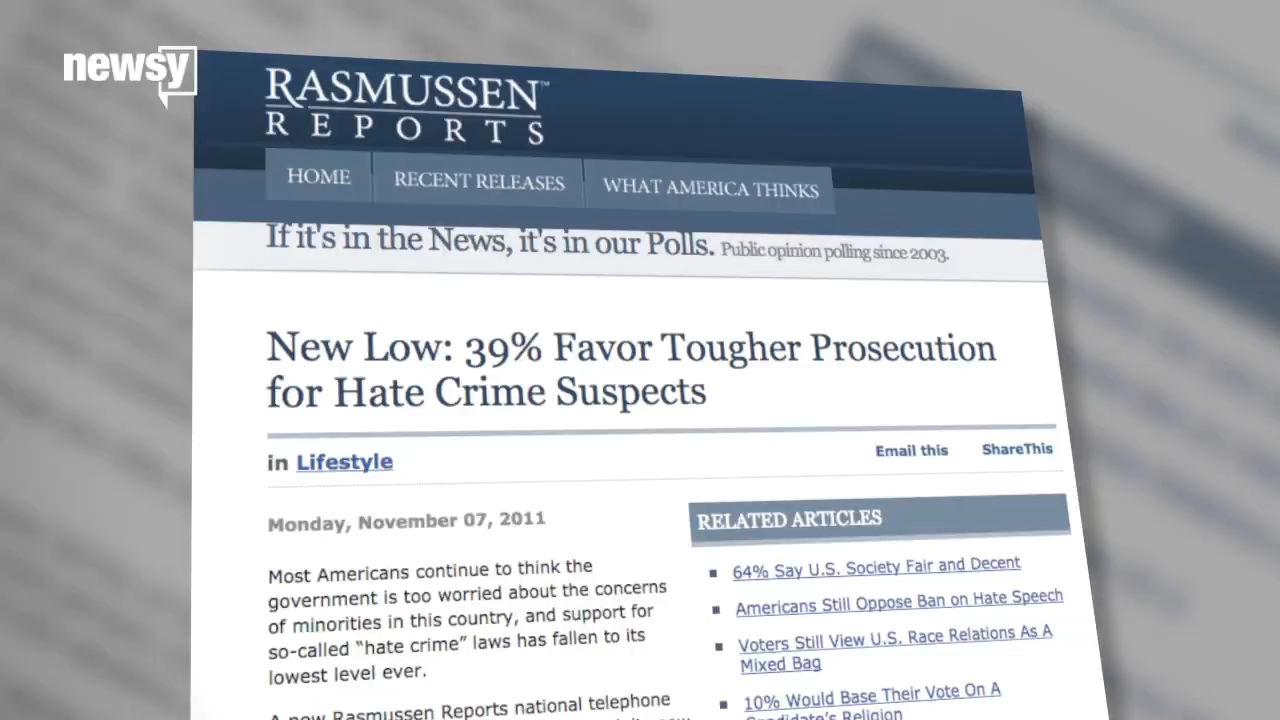 newsy
RASMUSSEN™
REPORTS
HOME
RECENT RELEASES
WHAT AMERICA THINKS
If it's in the News, it's in our Polls. Public opinion polling since 2003.
New Low: 39% Favor Tougher Prosecution
for Hate Crime Suspects
in Lifestyle
Email this
ShareThis
Monday, November 07, 2011
Most Americans continue to think the
government is too worried about the concerns
of minorities in this country, and support for
so-called “hate crime” laws has fallen to its
lowest level ever.
A new Rasmussen Reports national telephone
RELATED ARTICLES
64% Say U.S. Society Fair and Decent
Americans Still Oppose Ban on Hate Speech
Voters Still View U.S. Race Relations As A
Mixed Bag
10% Would Base Their Vote On A
Candidate's Religion